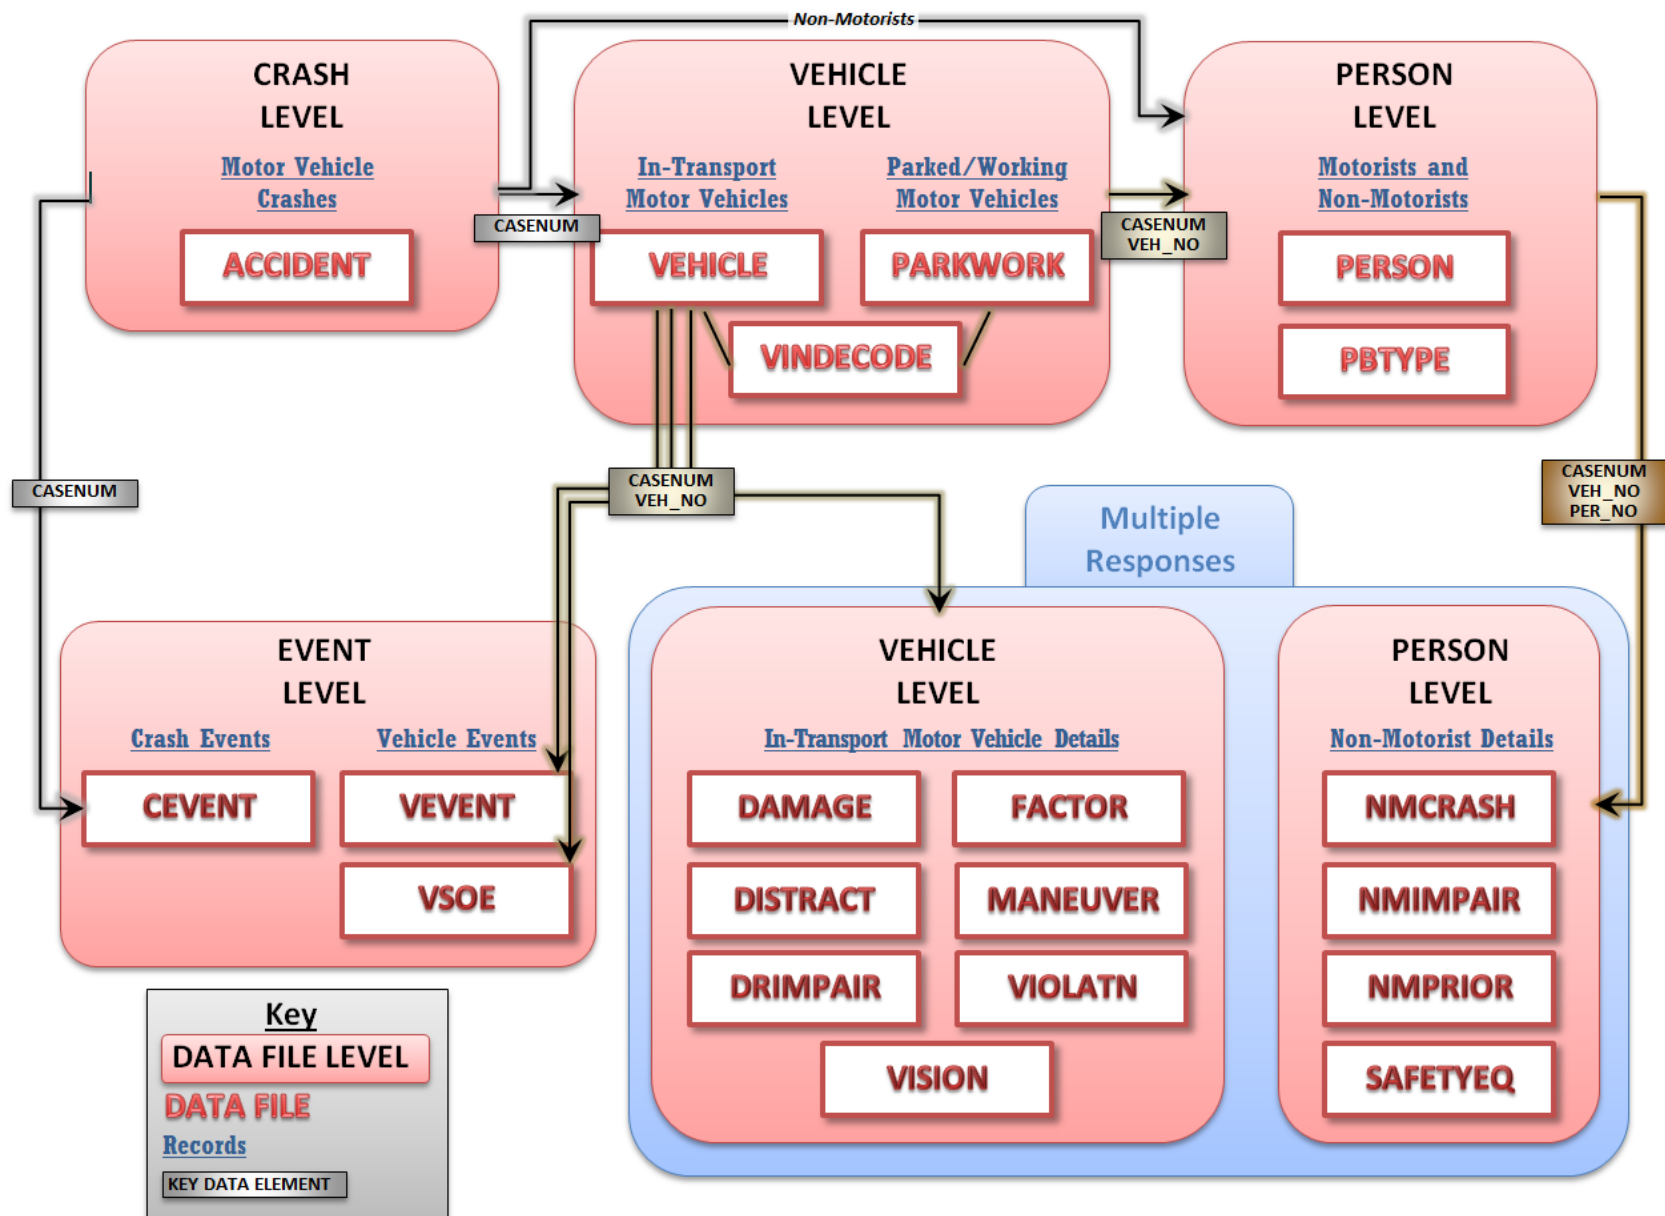 Non-Motorists
CRASH
LEVEL
Motor Vehicle
Crashes
ACCIDENT
CASENUM
VEHICLE
LEVEL
In-Transport
Motor Vehicles
Parked/Working
Motor Vehicles
VEHICLE
PARKWORK
VINDECODE
CASENUM
VEH_NO
PERSON
LEVEL
Motorists and
Non-Motorists
PERSON
PBTYPE
CASENUM
CASENUM
VEH_NO
CASENUM
VEH_NO
PER_NO
EVENT
LEVEL
Crash Events
Vehicle Events
CEVENT
VEVENT
VSOE
Multiple
Responses
VEHICLE
LEVEL
In-Transport Motor Vehicle Details
DAMAGE
FACTOR
DISTRACT
MANEUVER
DRIMPAIR
VIOLATN
VISION
PERSON
LEVEL
Non-Motorist Details
NMCRASH
NMIMPAIR
NMPRIOR
SAFETYEQ
Key
DATA FILE LEVEL
DATA FILE
Records
KEY DATA ELEMENT